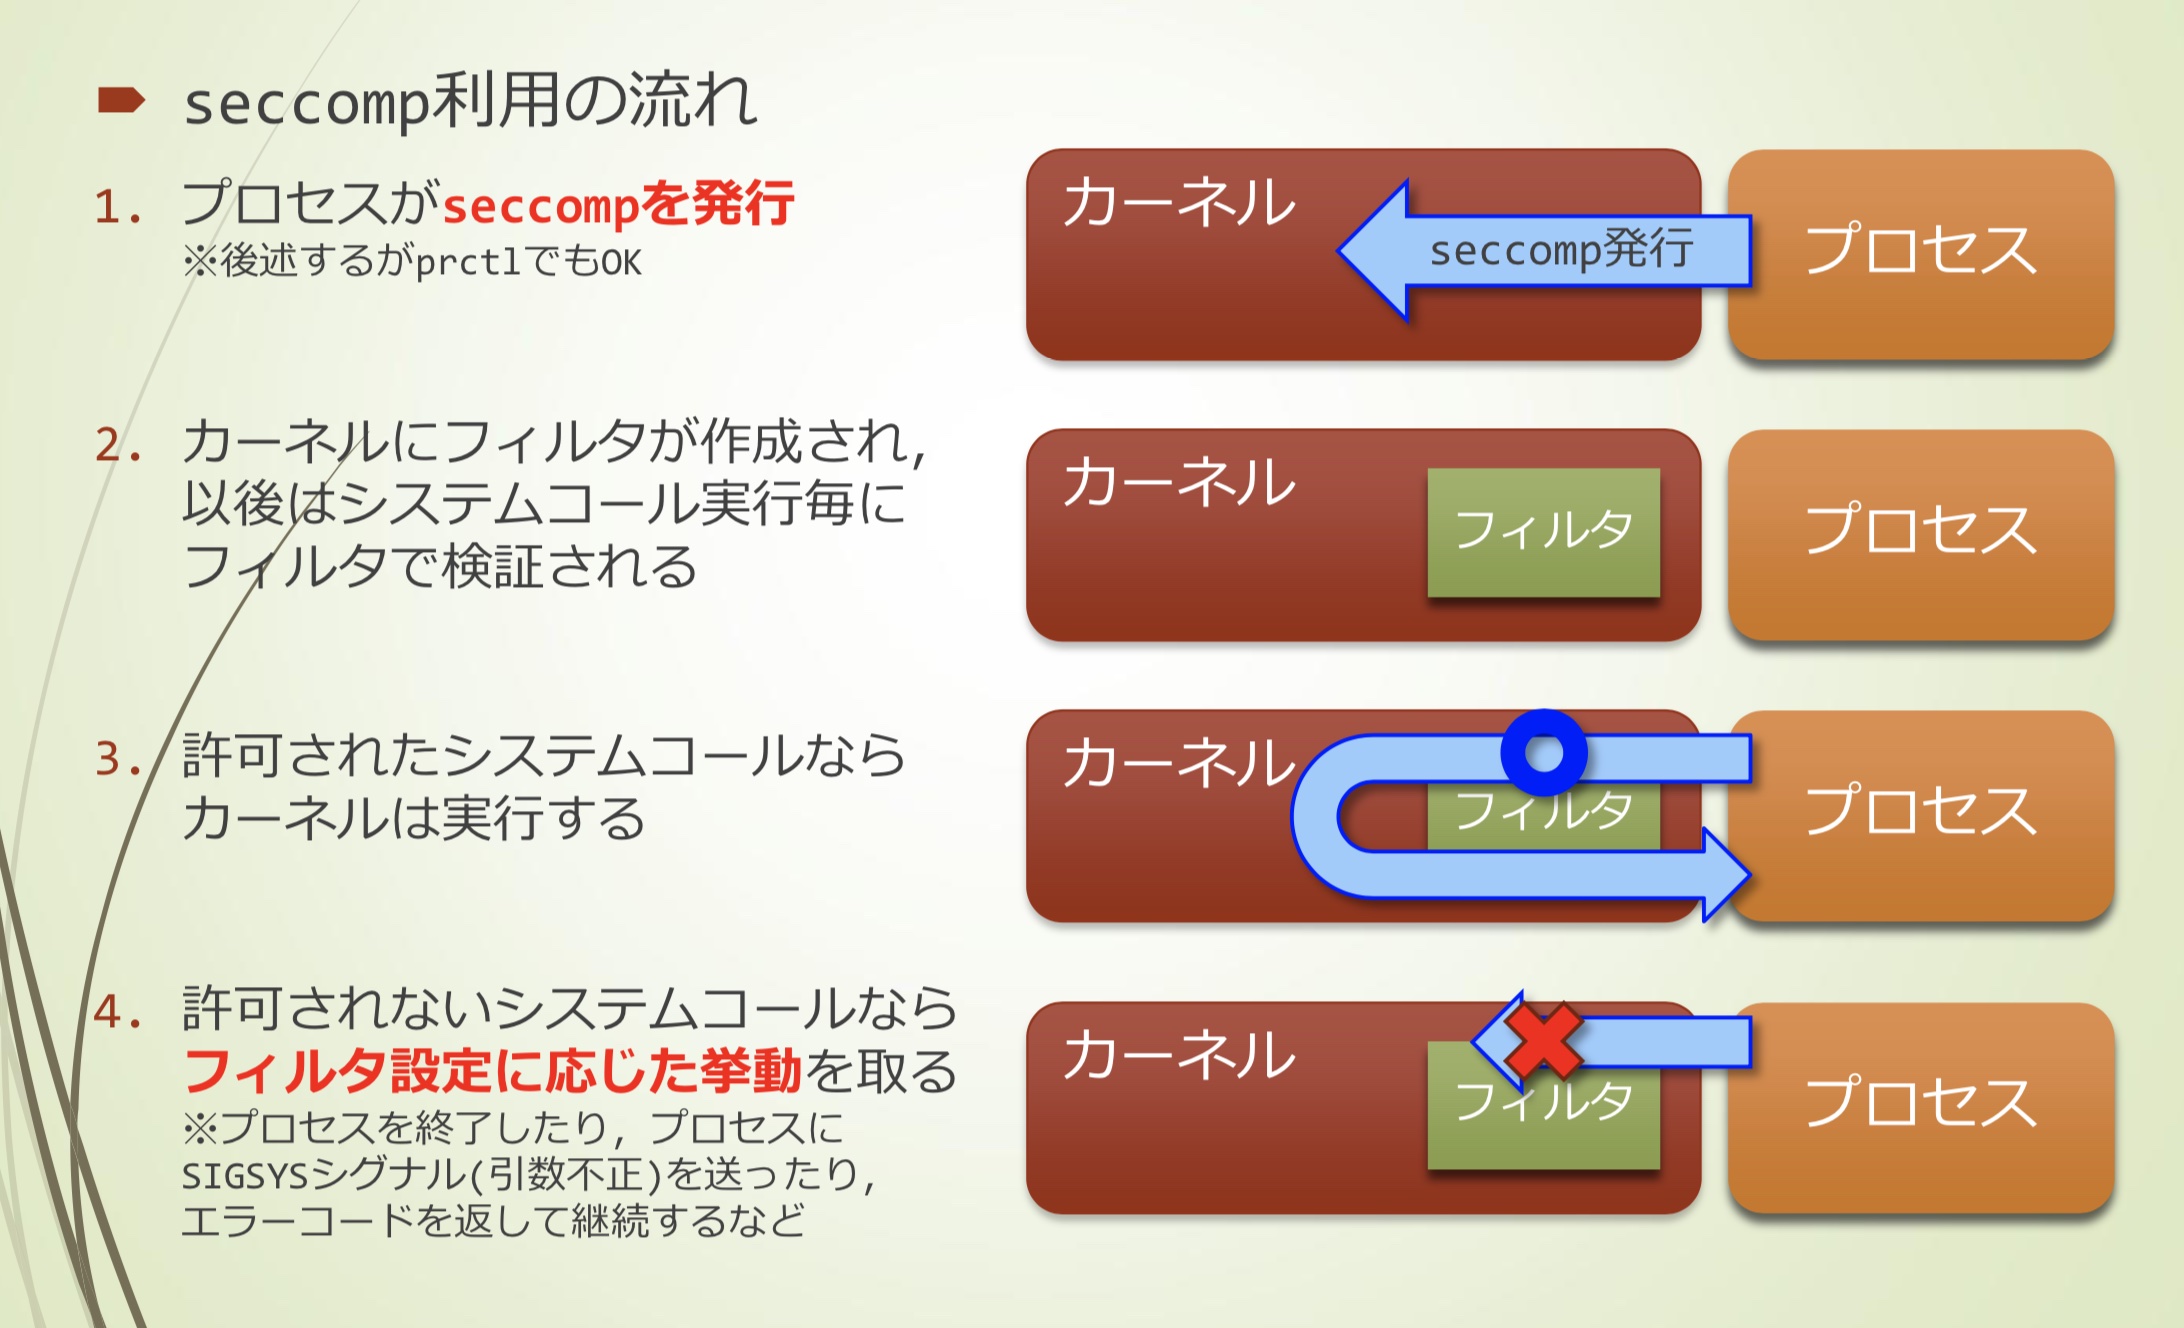 seccomp利用の流れ
1. プロセスがseccompを発行
※後述するがprctlでもOK
カーネル
seccomp発行
プロセス
2. カーネルにフィルタが作成され,
以後はシステムコール実行毎に
フィルタで検証される
カーネル
フィルタ
プロセス
3. 許可されたシステムコールなら
カーネルは実行する
カーネル
フィルタ
プロセス
4. 許可されないシステムコールなら
フィルタ設定に応じた挙動を取る
※プロセスを終了したり, プロセスに
SIGSYSシグナル(引数不正)を送ったり,
エラーコードを返して継続するなど
カーネル
フィルタ
プロセス